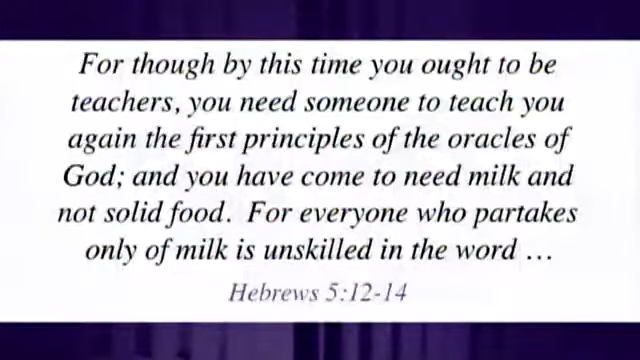 For though by this time you ought to be
teachers, you need someone to teach you
again the first principles of the oracles of
God; and you have come to need milk and
not solid food. For everyone who partakes
only of milk is unskilled in the word …
Hebrews 5:12-14